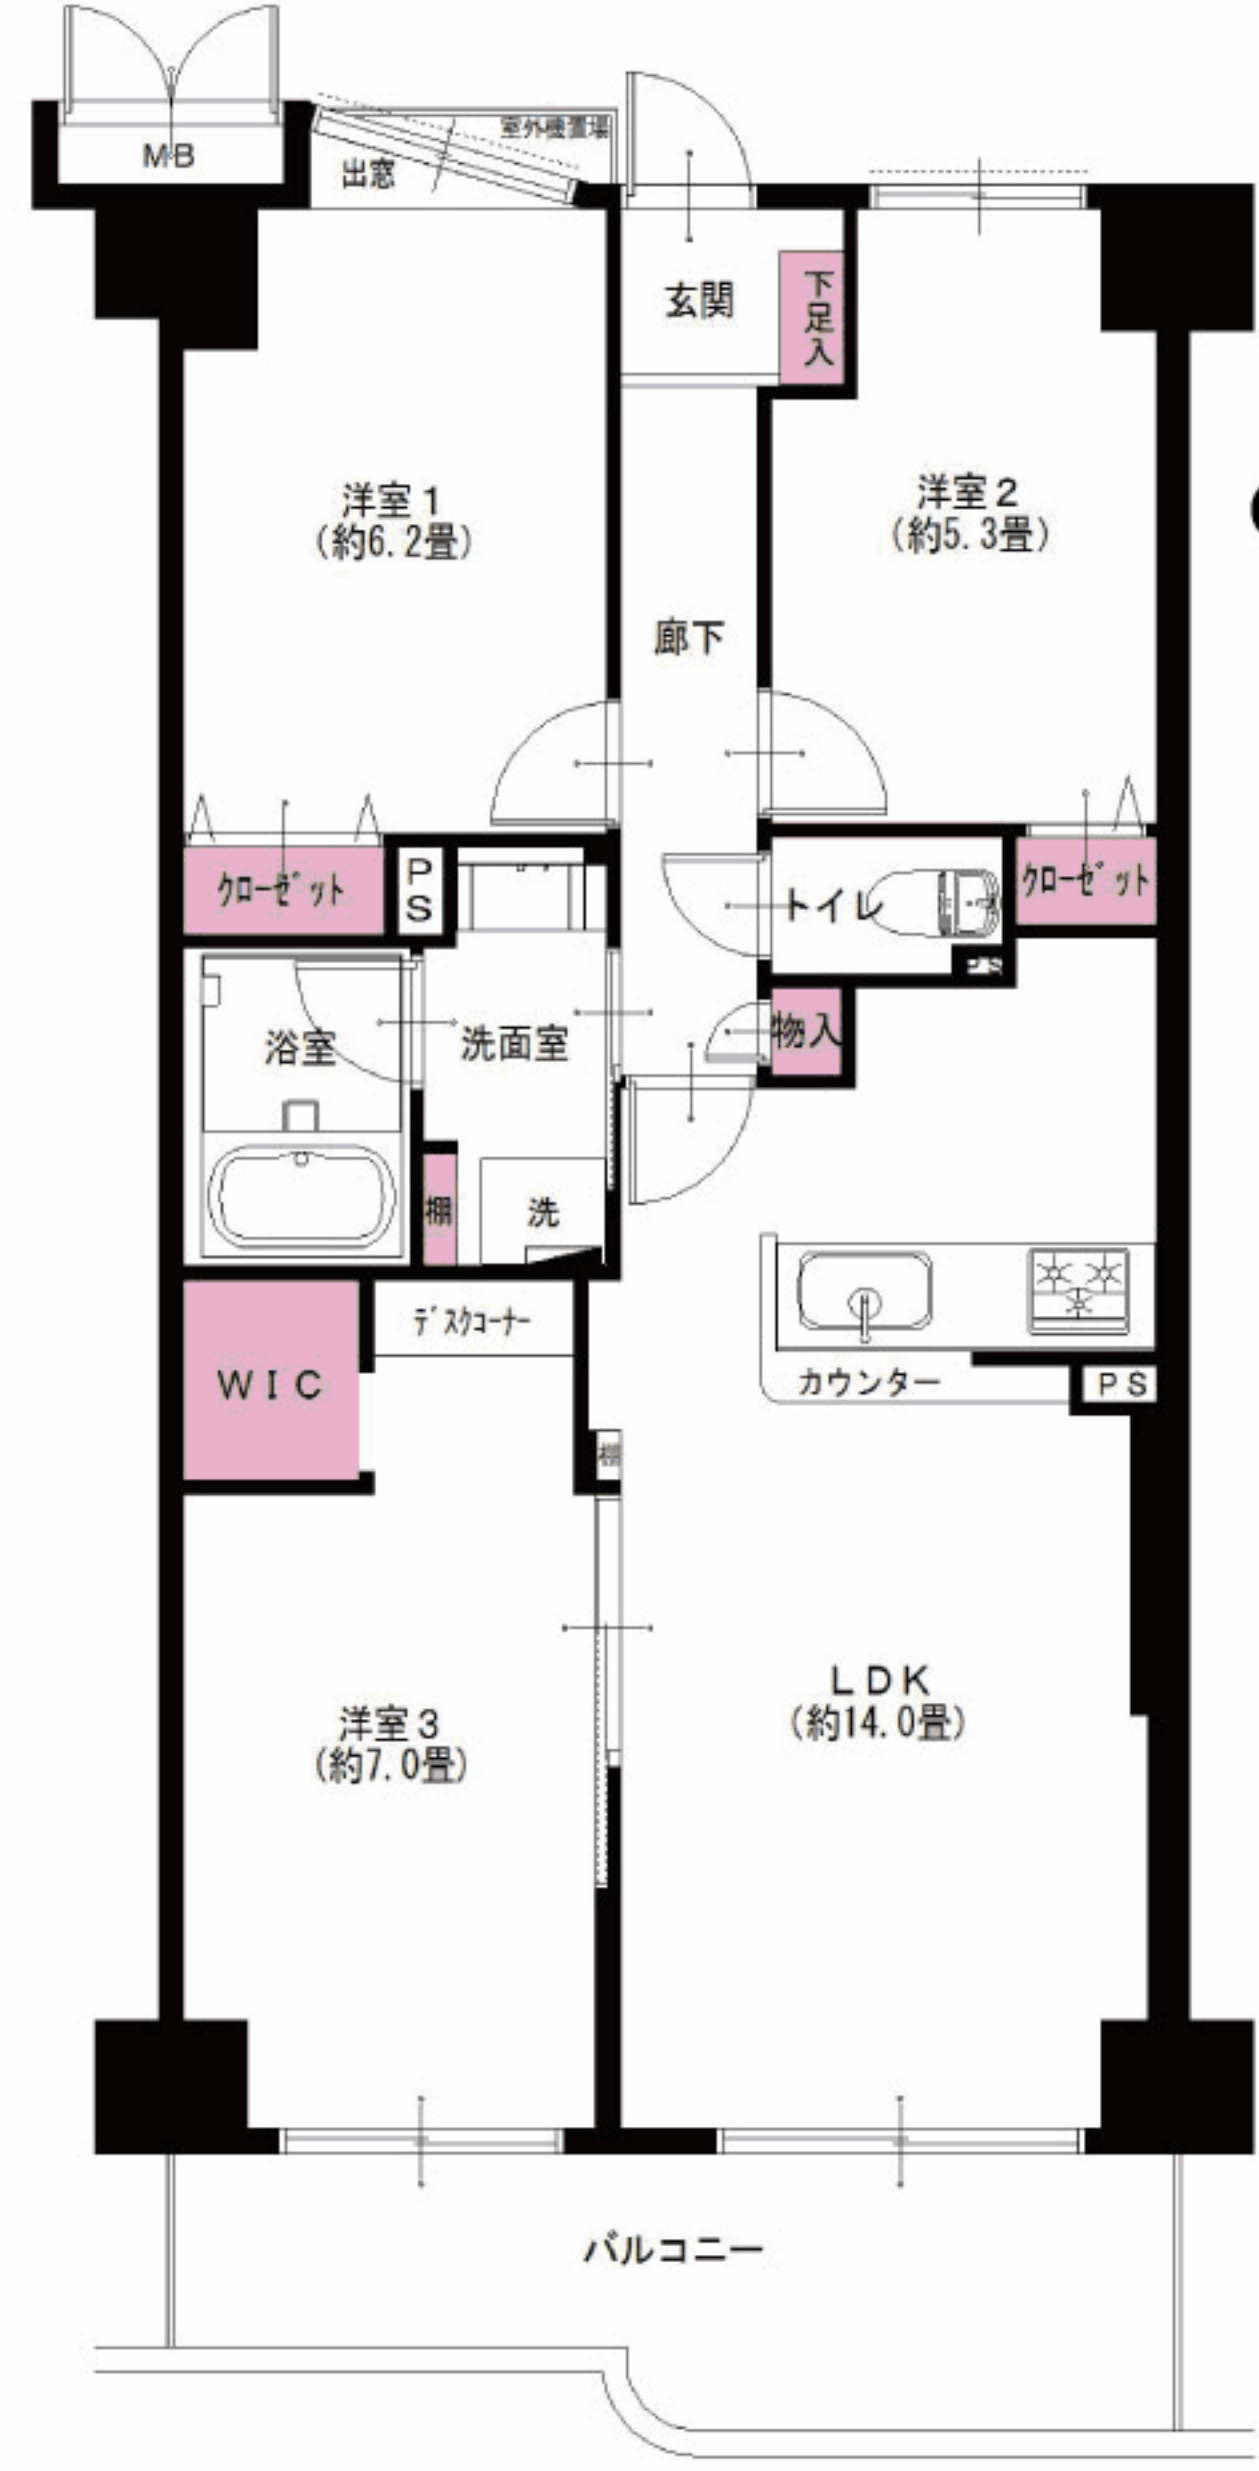 MB
室外機置場
出窓
玄関
下足入
洋室1
(約6.2畳)
洋室2
(約5.3畳)
廊下
クローゼット
PS
トイレ
クローゼット
PS
浴室
洗面室
物入
棚
洗
WIC
デスクコーナー
カウンター
PS
棚
洋室3
(約7.0畳)
LDK
(約14.0畳)
バルコニー